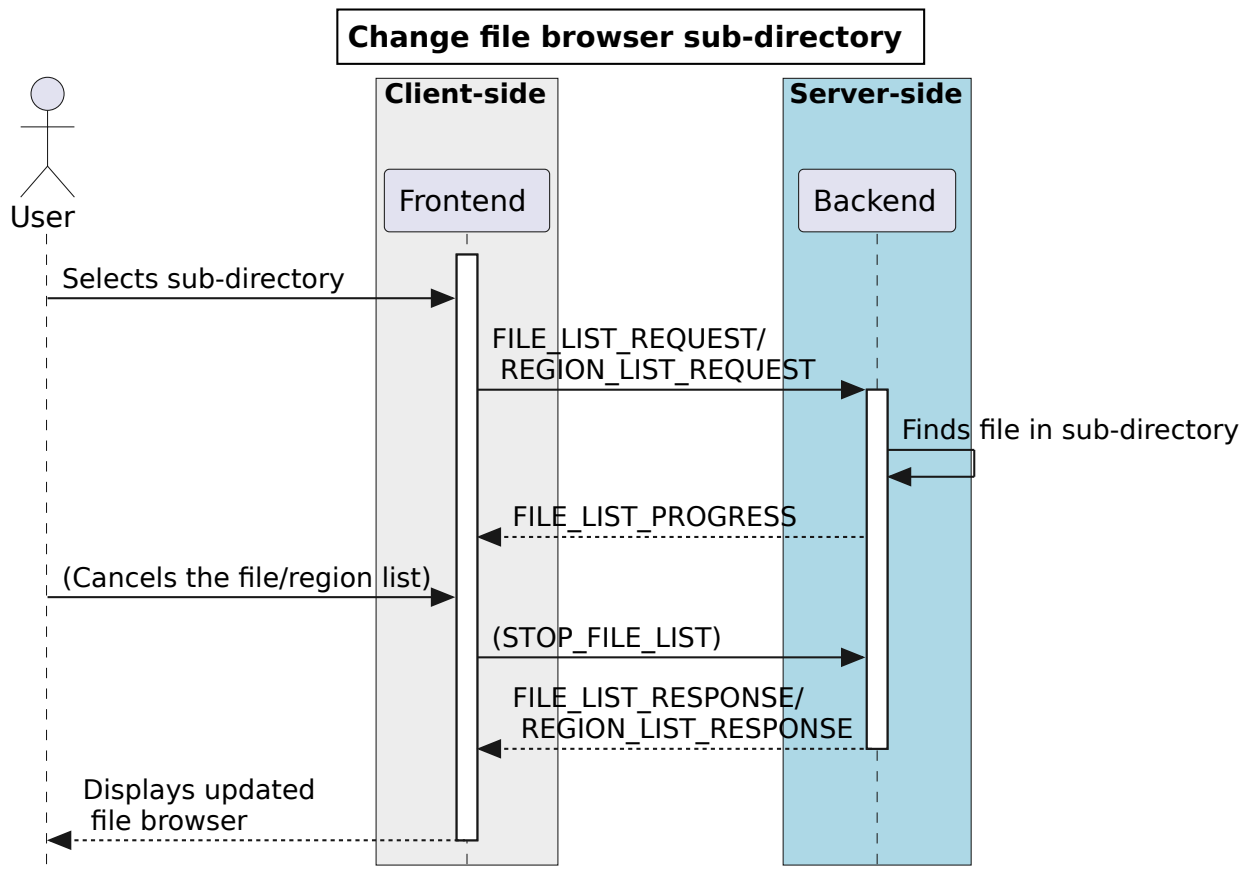 Change file browser sub-directory
Client-side
Server-side
User
Frontend
Backend
Selects sub-directory
FILE_LIST_REQUEST/
REGION_LIST_REQUEST
Finds file in sub-directory
FILE_LIST_PROGRESS
(Cancels the file/region list)
(STOP_FILE_LIST)
FILE_LIST_RESPONSE/
REGION_LIST_RESPONSE
Displays updated
file browser